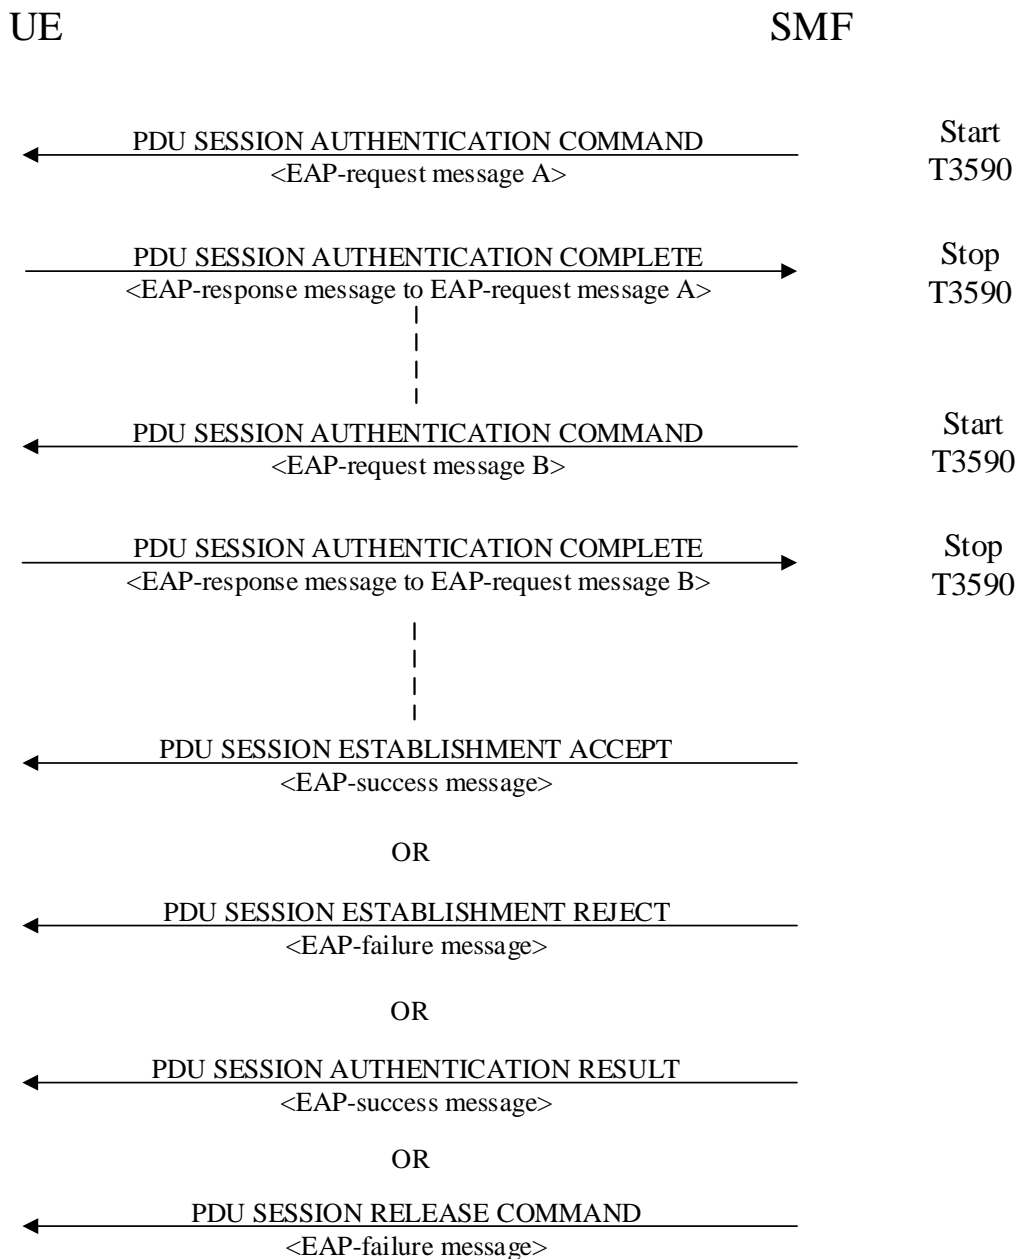 UE SMF
PDU SESSION AUTHENTICATION COMMAND
<EAP-request message A>
Start
T3590
PDU SESSION AUTHENTICATION COMPLETE
<EAP-response message to EAP-request message A>
Stop
T3590
PDU SESSION AUTHENTICATION COMMAND
<EAP-request message B>
Start
T3590
PDU SESSION AUTHENTICATION COMPLETE
<EAP-response message to EAP-request message B>
Stop
T3590
PDU SESSION ESTABLISHMENT ACCEPT
<EAP-success message>
OR
PDU SESSION ESTABLISHMENT REJECT
<EAP-failure message>
OR
PDU SESSION AUTHENTICATION RESULT
<EAP-success message>
OR
PDU SESSION RELEASE COMMAND
<EAP-failure message>